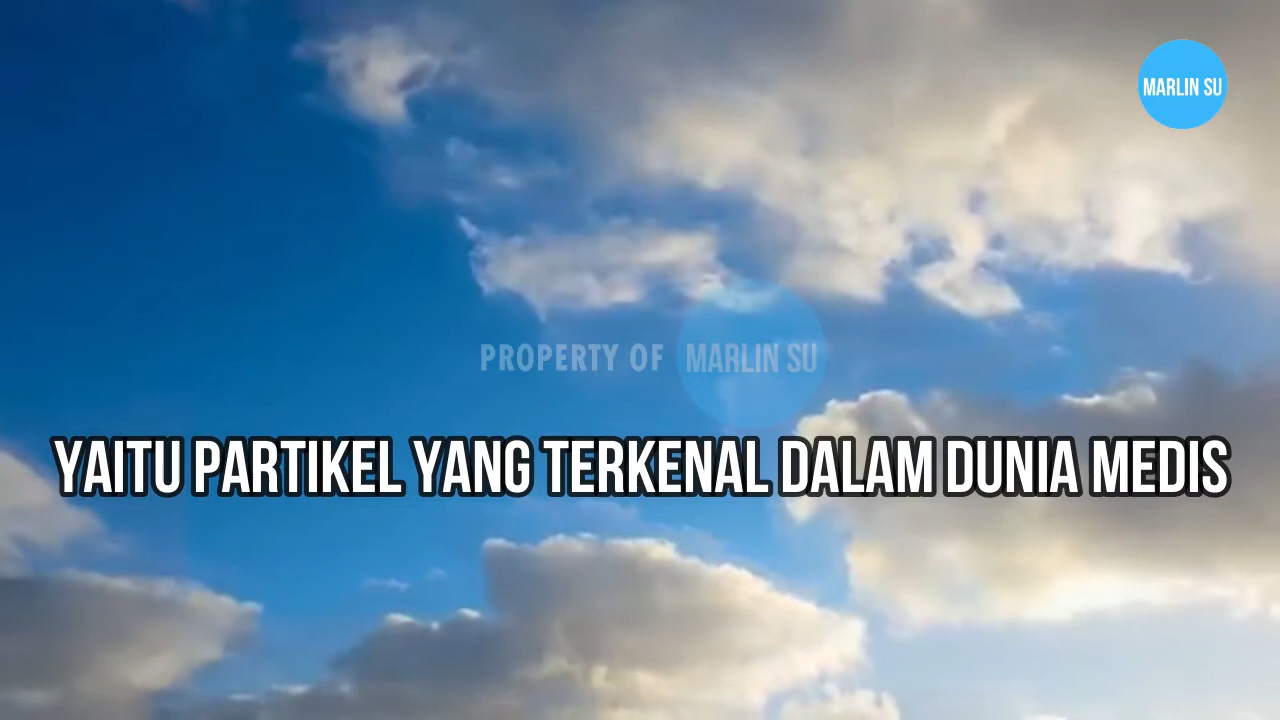 MARLIN SU
PROPERTY OF MARLIN SU
YAITU PARTIKEL YANG TERKENAL DALAM DUNIA MEDIS